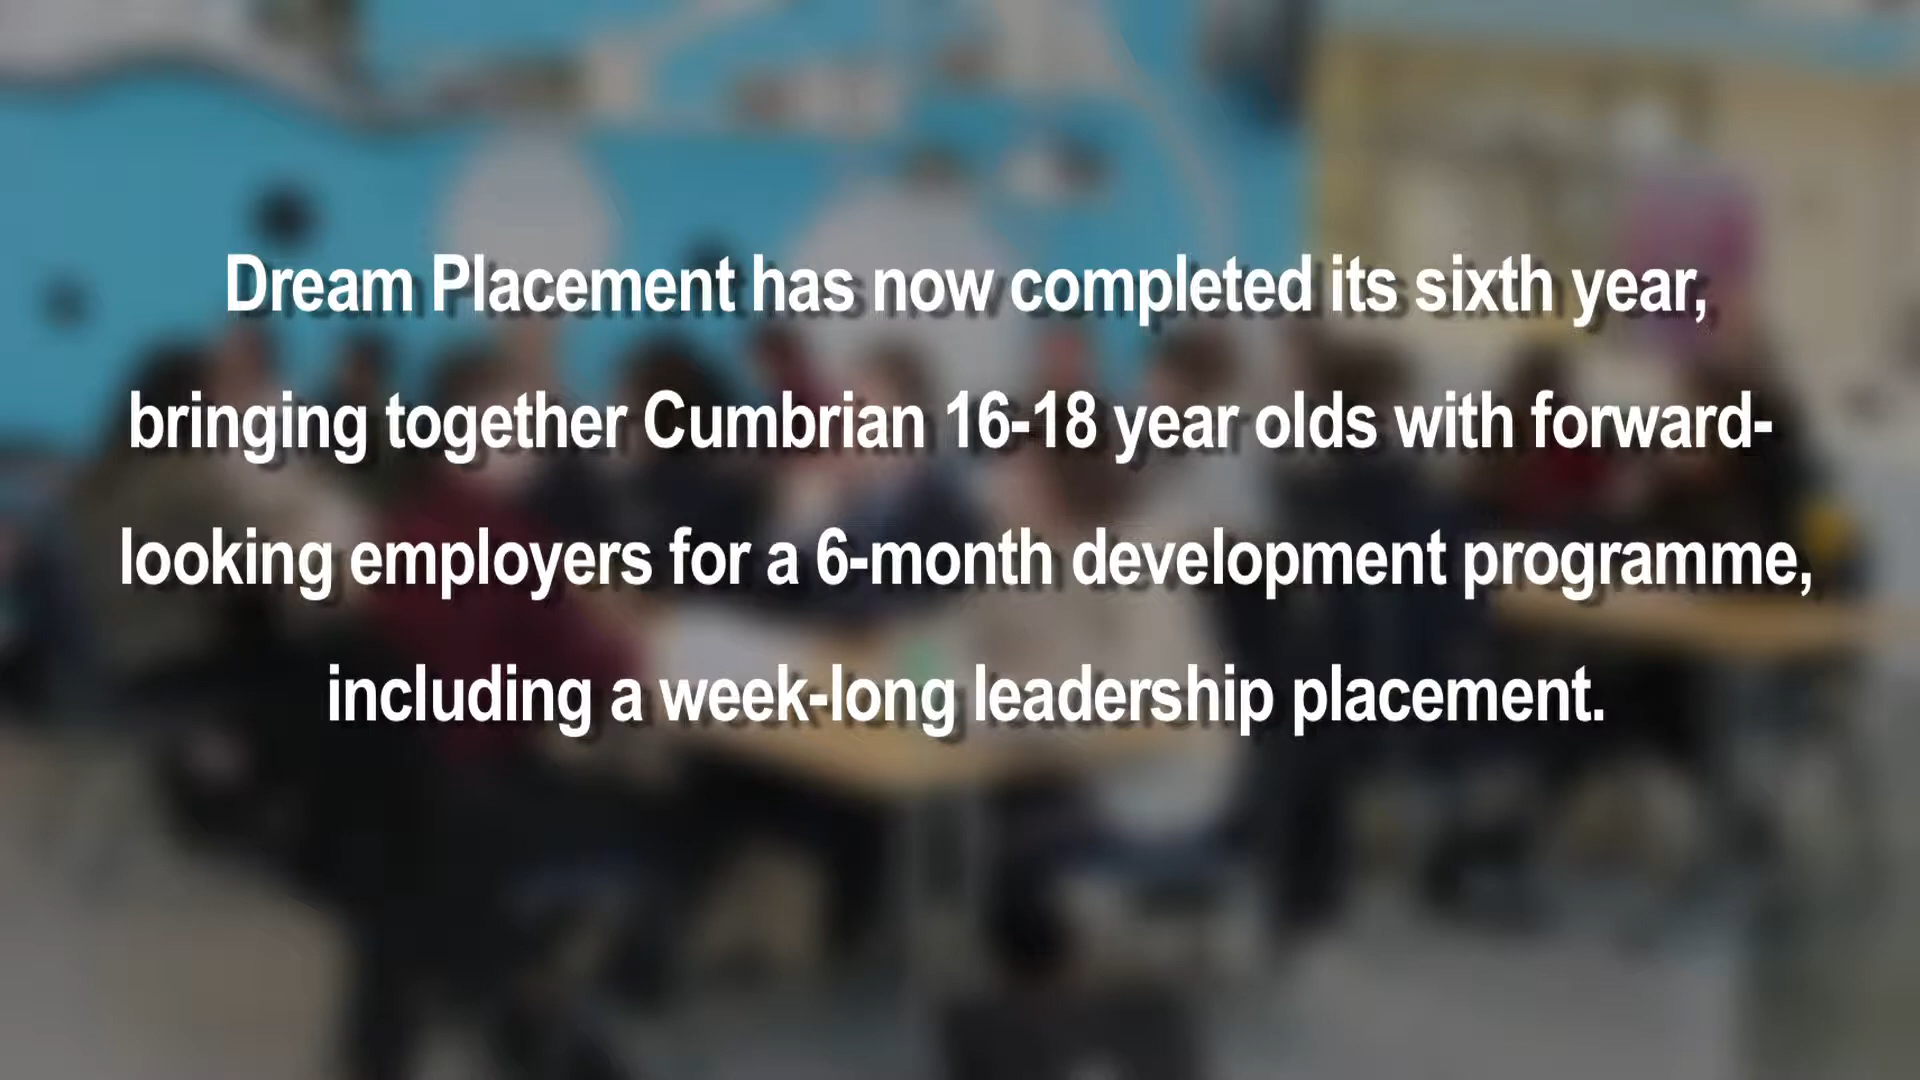 Dream Placement has now completed its sixth year,
bringing together Cumbrian 16-18 year olds with forward-
looking employers for a 6-month development programme,
including a week-long leadership placement.